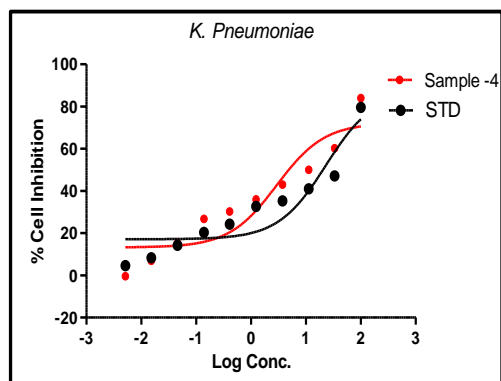 K. Pneumoniae
Sample -4
STD
% Cell Inhibition
100
80
60
40
20
0
-20
-3
-2
-1
0
1
2
3
Log Conc.